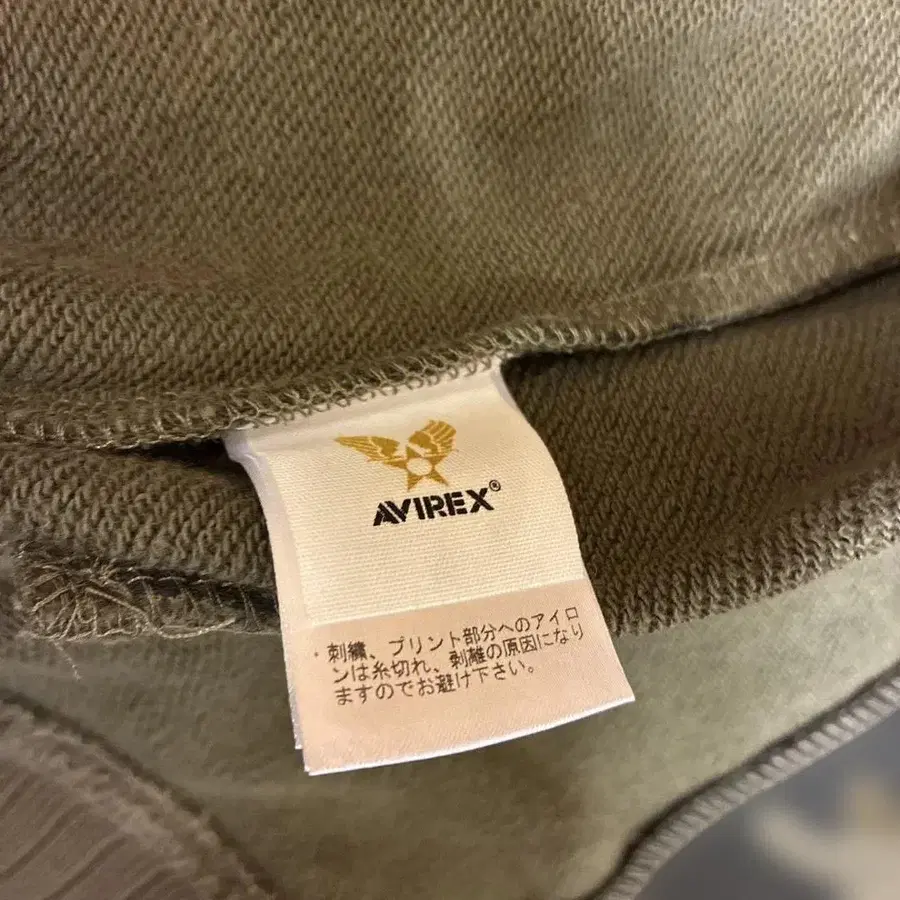 AVIREX®
・刺繍、プリント部分へのアイロ
ンは糸切れ、剥離の原因になり
ますのでお避け下さい。